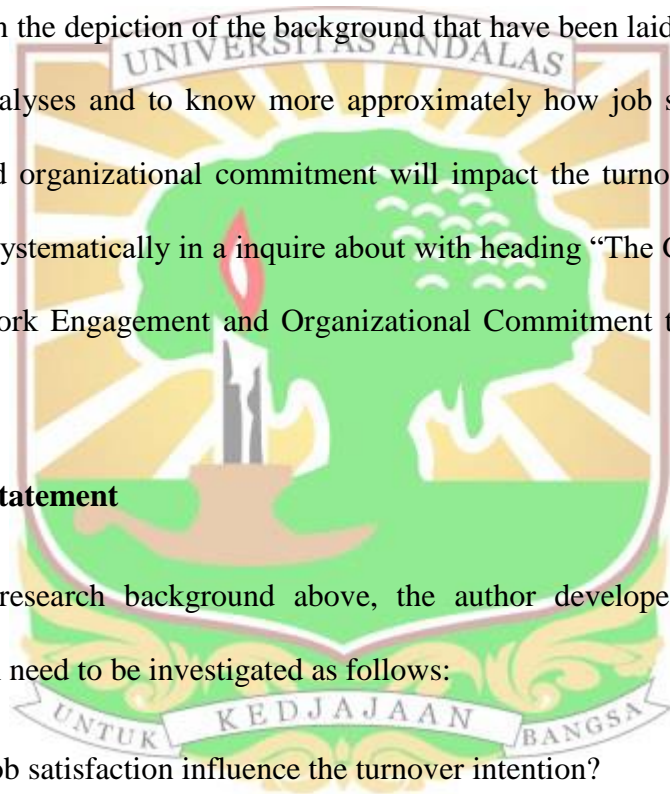 n the depiction of the background that have been laid
UNIVERSITAS ANDALAS
alyses and to know more approximately how job s
d organizational commitment will impact the turno
ystematically in a inquire about with heading “The C
ork Engagement and Organizational Commitment t
tatement
research background above, the author develope
need to be investigated as follows:
UNTUK KEDJAJAAN BANGSA
ob satisfaction influence the turnover intention?